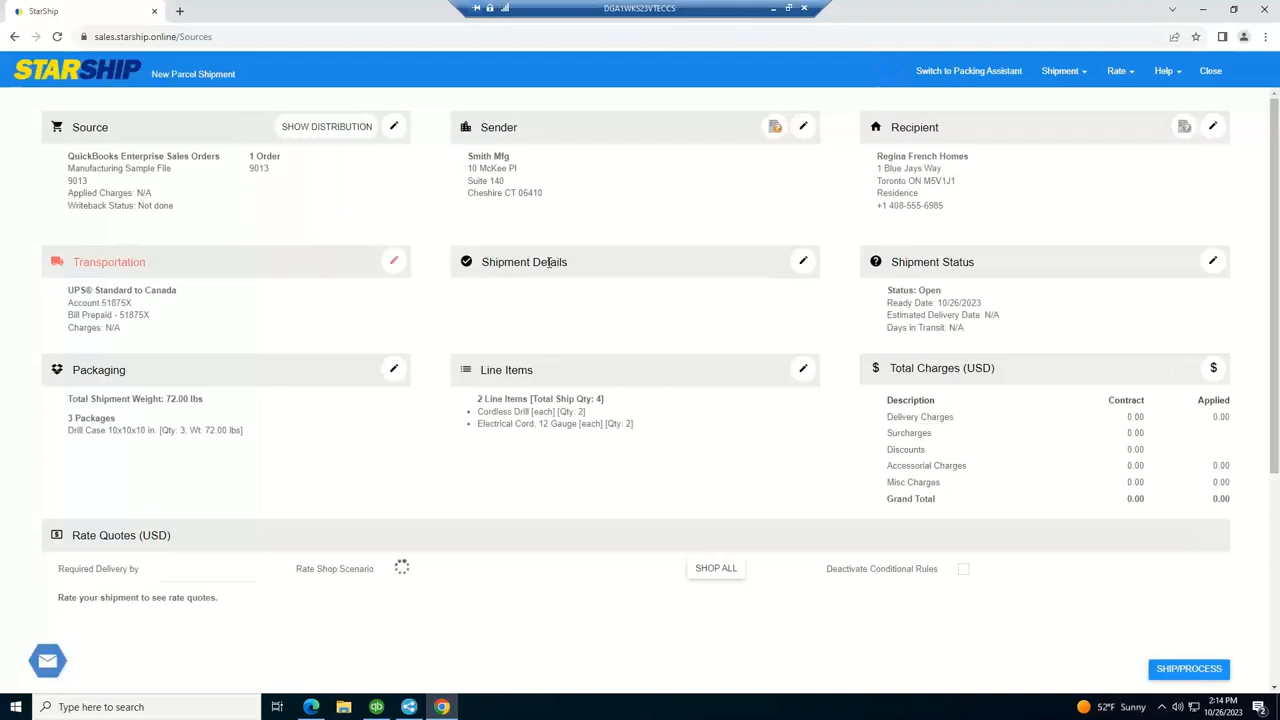 StarShip
DGA1WKS23VTECCS
sales.starship.online/Sources
STARSHIP
New Parcel Shipment
Switch to Packing Assistant
Shipment
Rate
Help
Close
Source
SHOW DISTRIBUTION
QuickBooks Enterprise Sales Orders
1 Order
Manufacturing Sample File
9013
9013
Applied Charges: N/A
Writeback Status: Not done
Sender
Smith Mfg
10 McKee Pl
Suite 140
Cheshire CT 06410
Recipient
Regina French Homes
1 Blue Jays Way
Toronto ON M5V1J1
Residence
+1 408-555-6985
Transportation
UPS® Standard to Canada
Account 51875X
Bill Prepaid - 51875X
Charges: N/A
Shipment Details
Shipment Status
Status: Open
Ready Date: 10/26/2023
Estimated Delivery Date: N/A
Days in Transit: N/A
Packaging
Total Shipment Weight: 72.00 lbs
3 Packages
Drill Case 10x10x10 in. [Qty: 3, Wt: 72.00 lbs]
Line Items
2 Line Items [Total Ship Qty: 4]
Cordless Drill [each] [Qty: 2]
Electrical Cord, 12 Gauge [each] [Qty: 2]
$ Total Charges (USD) $
Description Contract Applied
Delivery Charges 0.00 0.00
Surcharges 0.00
Discounts 0.00
Accessorial Charges 0.00 0.00
Misc Charges 0.00 0.00
Grand Total 0.00 0.00
Rate Quotes (USD)
Required Delivery by
Rate Shop Scenario
SHOP ALL
Deactivate Conditional Rules
Rate your shipment to see rate quotes.
SHIP/PROCESS
Type here to search
52°F Sunny
2:14 PM
10/26/2023
2